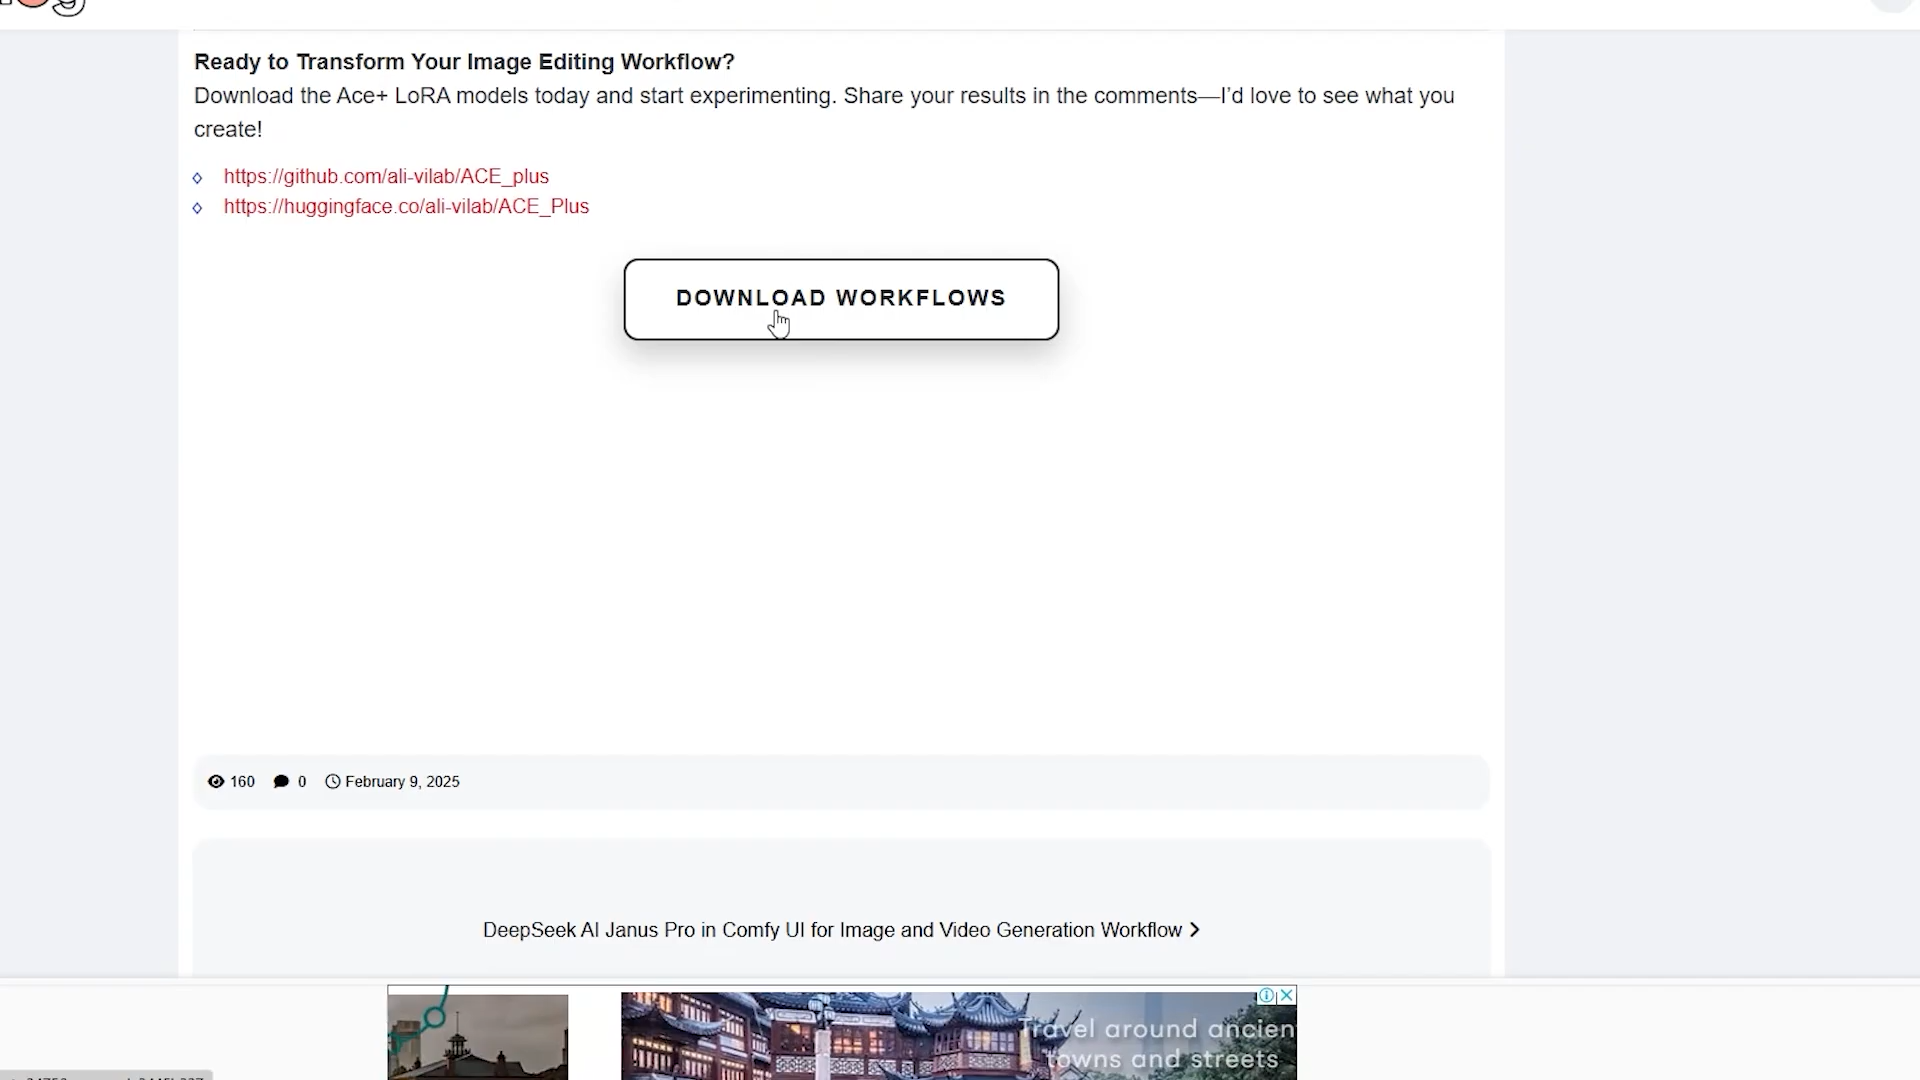 Ready to Transform Your Image Editing Workflow?
Download the Ace+ LoRA models today and start experimenting. Share your results in the comments—I'd love to see what you
create!
https://github.com/ali-vilab/ACE_plus
https://huggingface.co/ali-vilab/ACE_Plus
DOWNLOAD WORKFLOWS
160 0 February 9, 2025
DeepSeek AI Janus Pro in Comfy UI for Image and Video Generation Workflow
Travel around ancien
towns and streets